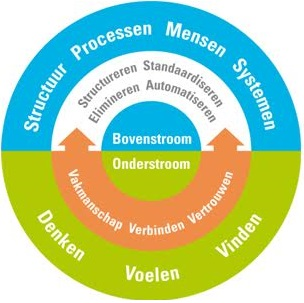 Structuur Processen Mensen Systemen
Structureren Standaardiseren
Elimineren Automatiseren
Bovenstroom
Onderstroom
Vakmanschap Verbinden Vertrouwen
Denken Voelen Vinden